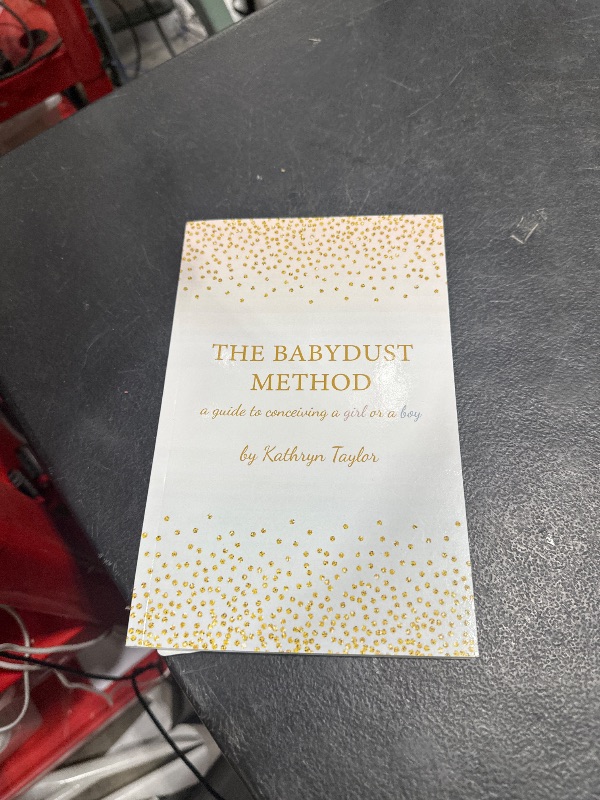 THE BABYDUST
METHOD
a guide to conceiving a girl or a boy
by Kathryn Taylor